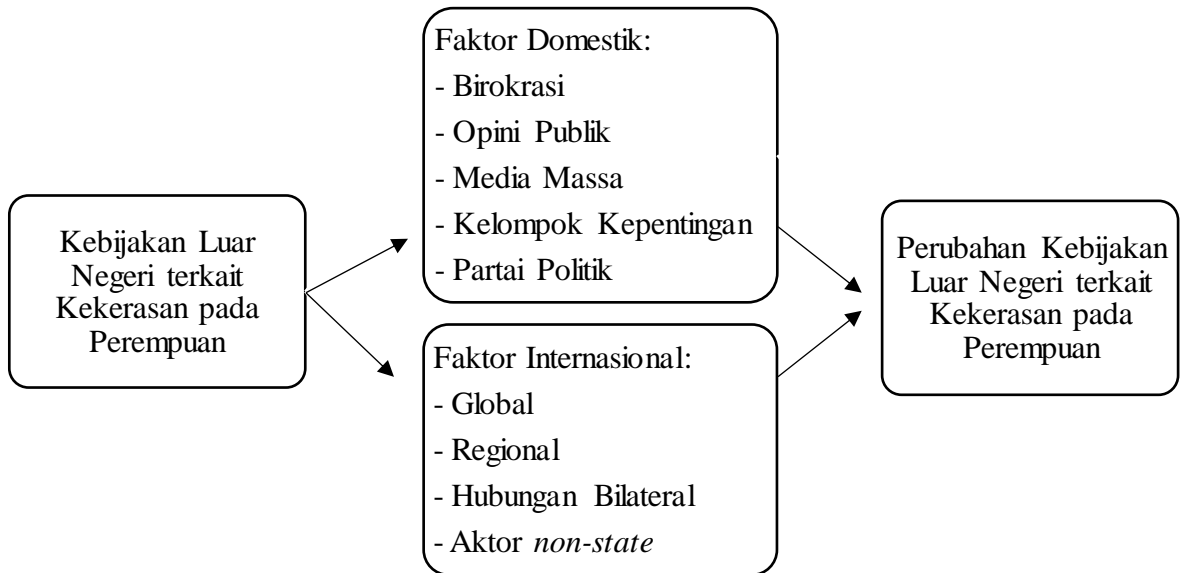 Kebijakan Luar
Negeri terkait
Kekerasan pada
Perempuan
Faktor Domestik:
- Birokrasi
- Opini Publik
- Media Massa
- Kelompok Kepentingan
- Partai Politik
Faktor Internasional:
- Global
- Regional
- Hubungan Bilateral
- Aktor non-state
Perubahan Kebijakan
Luar Negeri terkait
Kekerasan pada
Perempuan